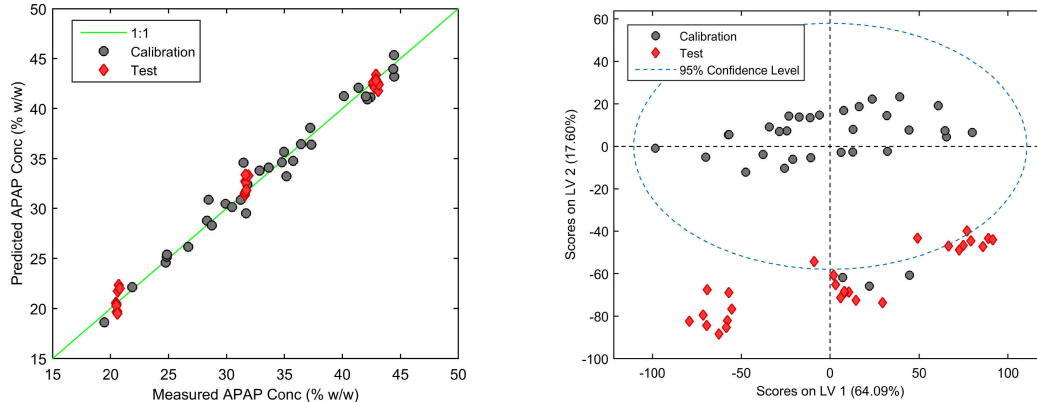 1:1
Calibration
Test
50
45
40
35
30
25
20
15
15 20 25 30 35 40 45 50
Predicted APAP Conc (% w/w)
Measured APAP Conc (% w/w)
Calibration
Test
95% Confidence Level
60
40
20
0
-20
-40
-60
-80
-100
-100 -50 0 50 100
Scores on LV 2 (17.60%)
Scores on LV 1 (64.09%)